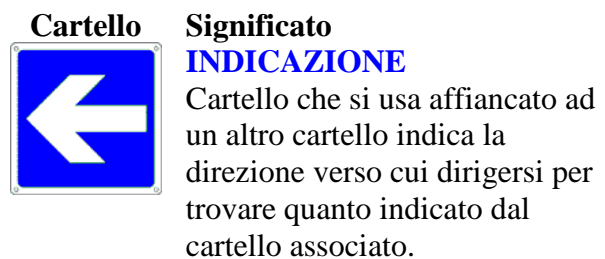 Cartello Significato
INDICAZIONE
Cartello che si usa affiancato ad
un altro cartello indica la
direzione verso cui dirigersi per
trovare quanto indicato dal
cartello associato.